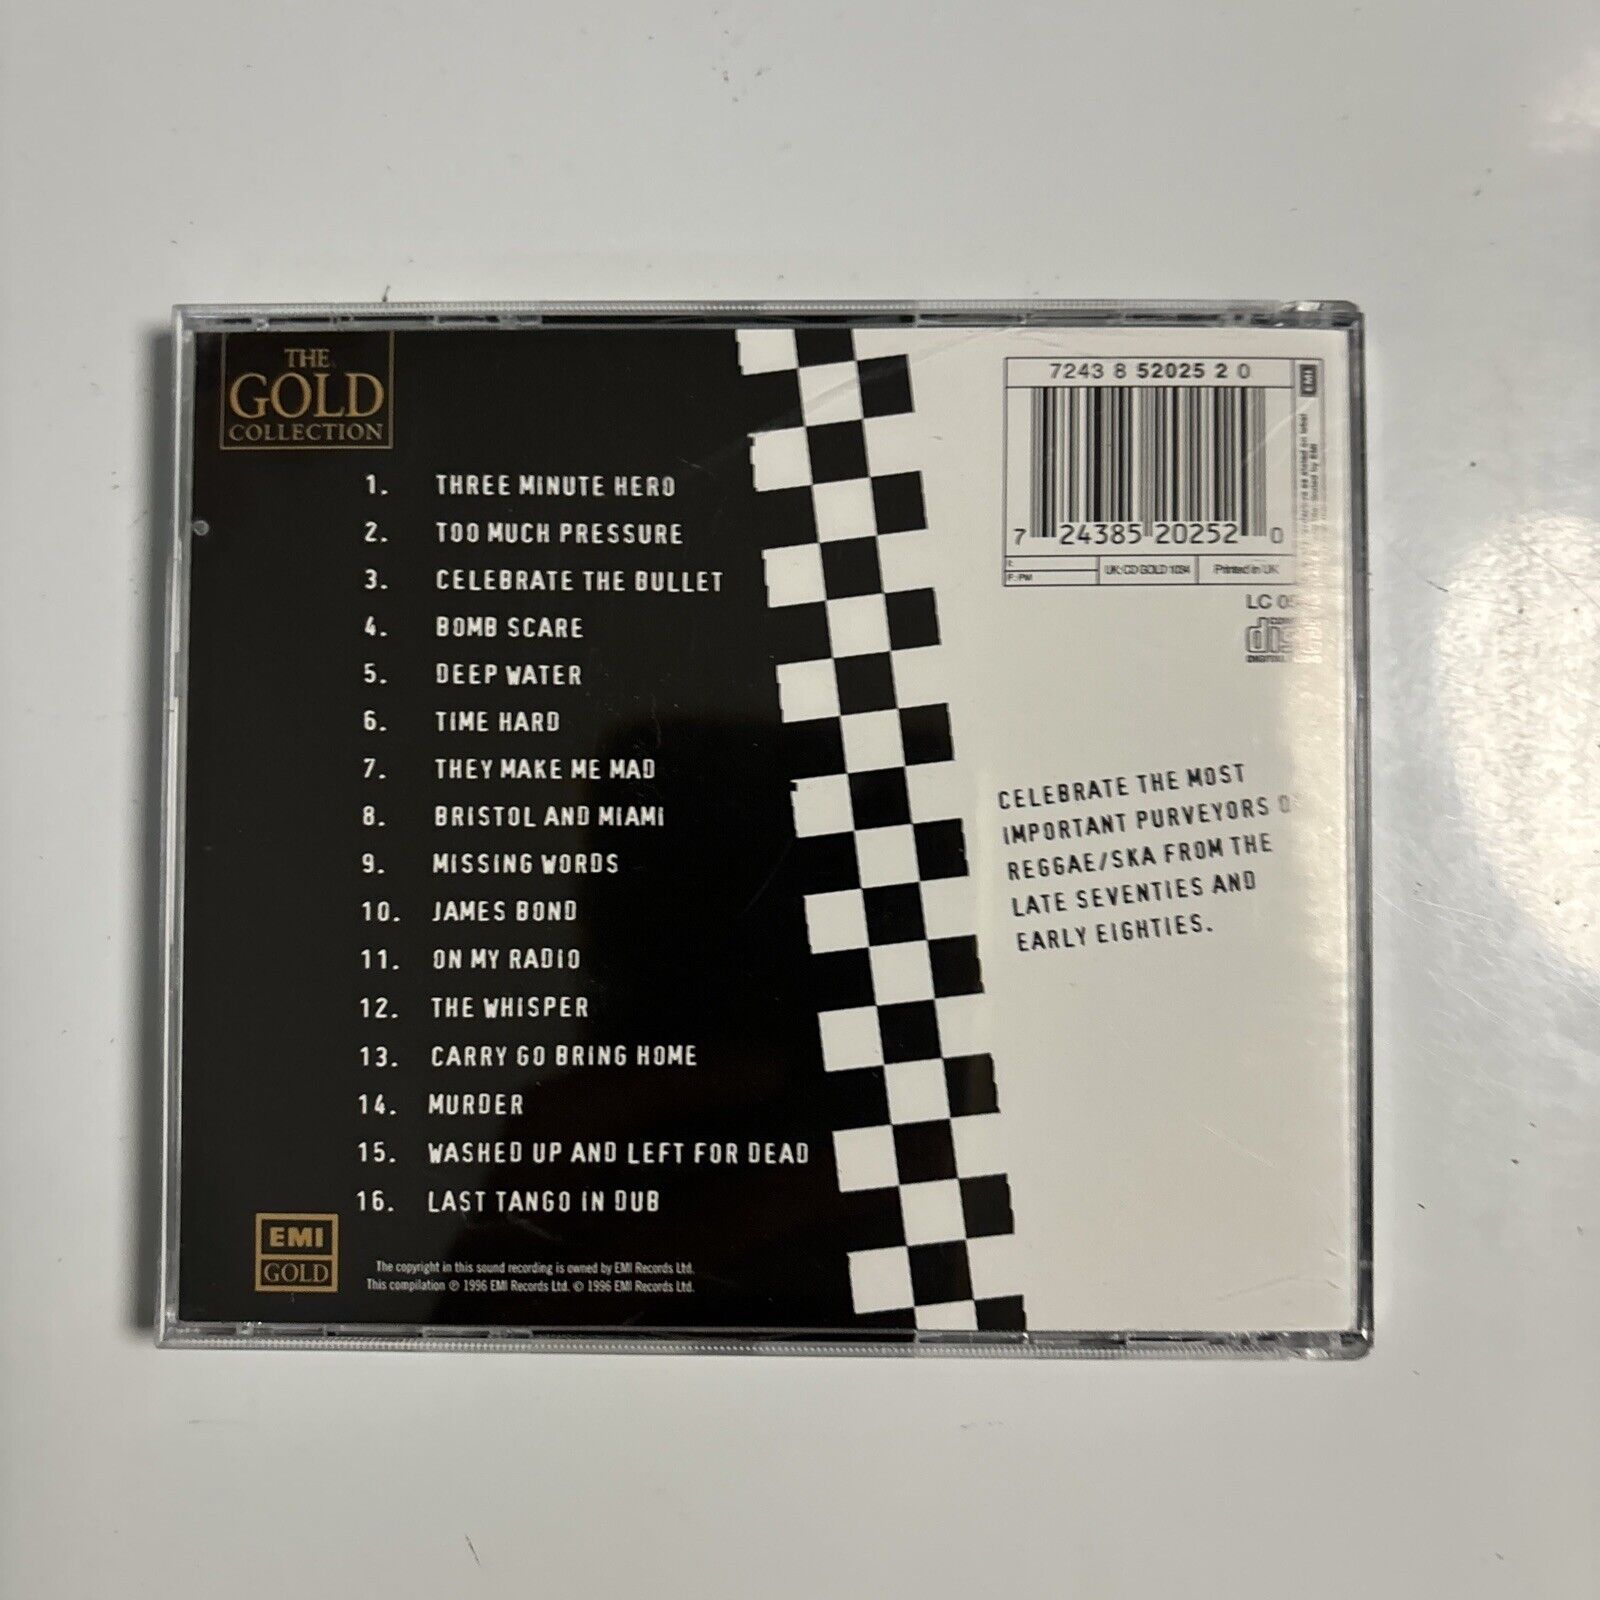 THE
GOLD
COLLECTION
1. THREE MINUTE HERO
2. TOO MUCH PRESSURE
3. CELEBRATE THE BULLET
4. BOMB SCARE
5. DEEP WATER
6. TIME HARD
7. THEY MAKE ME MAD
8. BRISTOL AND MIAMI
9. MISSING WORDS
10. JAMES BOND
11. ON MY RADIO
12. THE WHISPER
13. CARRY GO BRING HOME
14. MURDER
15. WASHED UP AND LEFT FOR DEAD
16. LAST TANGO IN DUB
EMI
GOLD
The copyright in this sound recording is owned by EMI Records Ltd.
This compilation ℗ 1996 EMI Records Ltd. © 1996 EMI Records Ltd.
7243 8 52025 2 0
EMI
7 24385 20252 0
F: PM
UK: CD GOLD 1034
Printed in UK
LC
disc
DIGITAL
CELEBRATE THE MOST
IMPORTANT PURVEYORS
REGGAE/SKA FROM THE
LATE SEVENTIES AND
EARLY EIGHTIES.